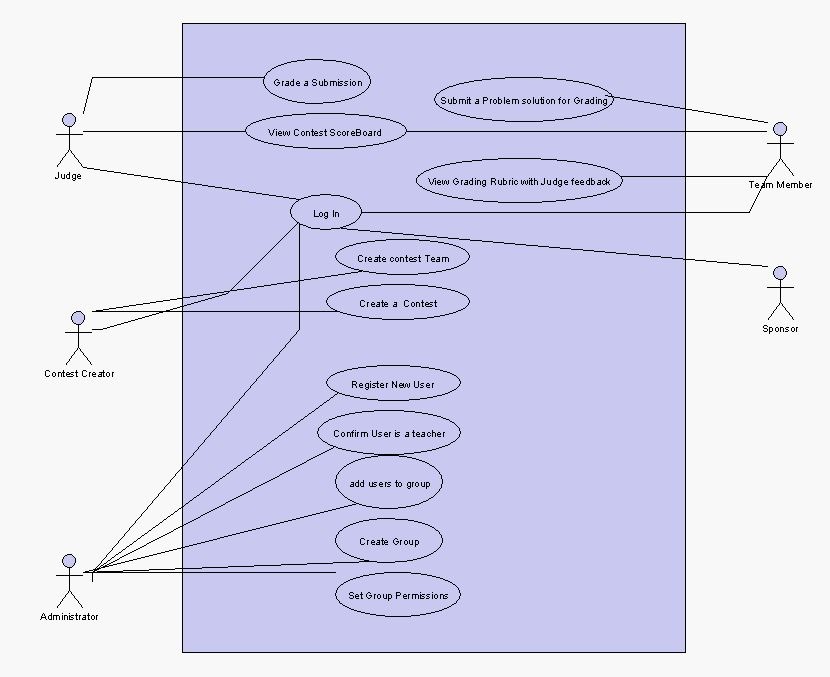 Grade a Submission
Submit a Problem solution for Grading
View Contest ScoreBoard
Judge
View Grading Rubric with Judge feedback
Team Member
Log In
Create contest Team
Create a Contest
Sponsor
Contest Creator
Register New User
Confirm User is a teacher
add users to group
Create Group
Set Group Permissions
Administrator